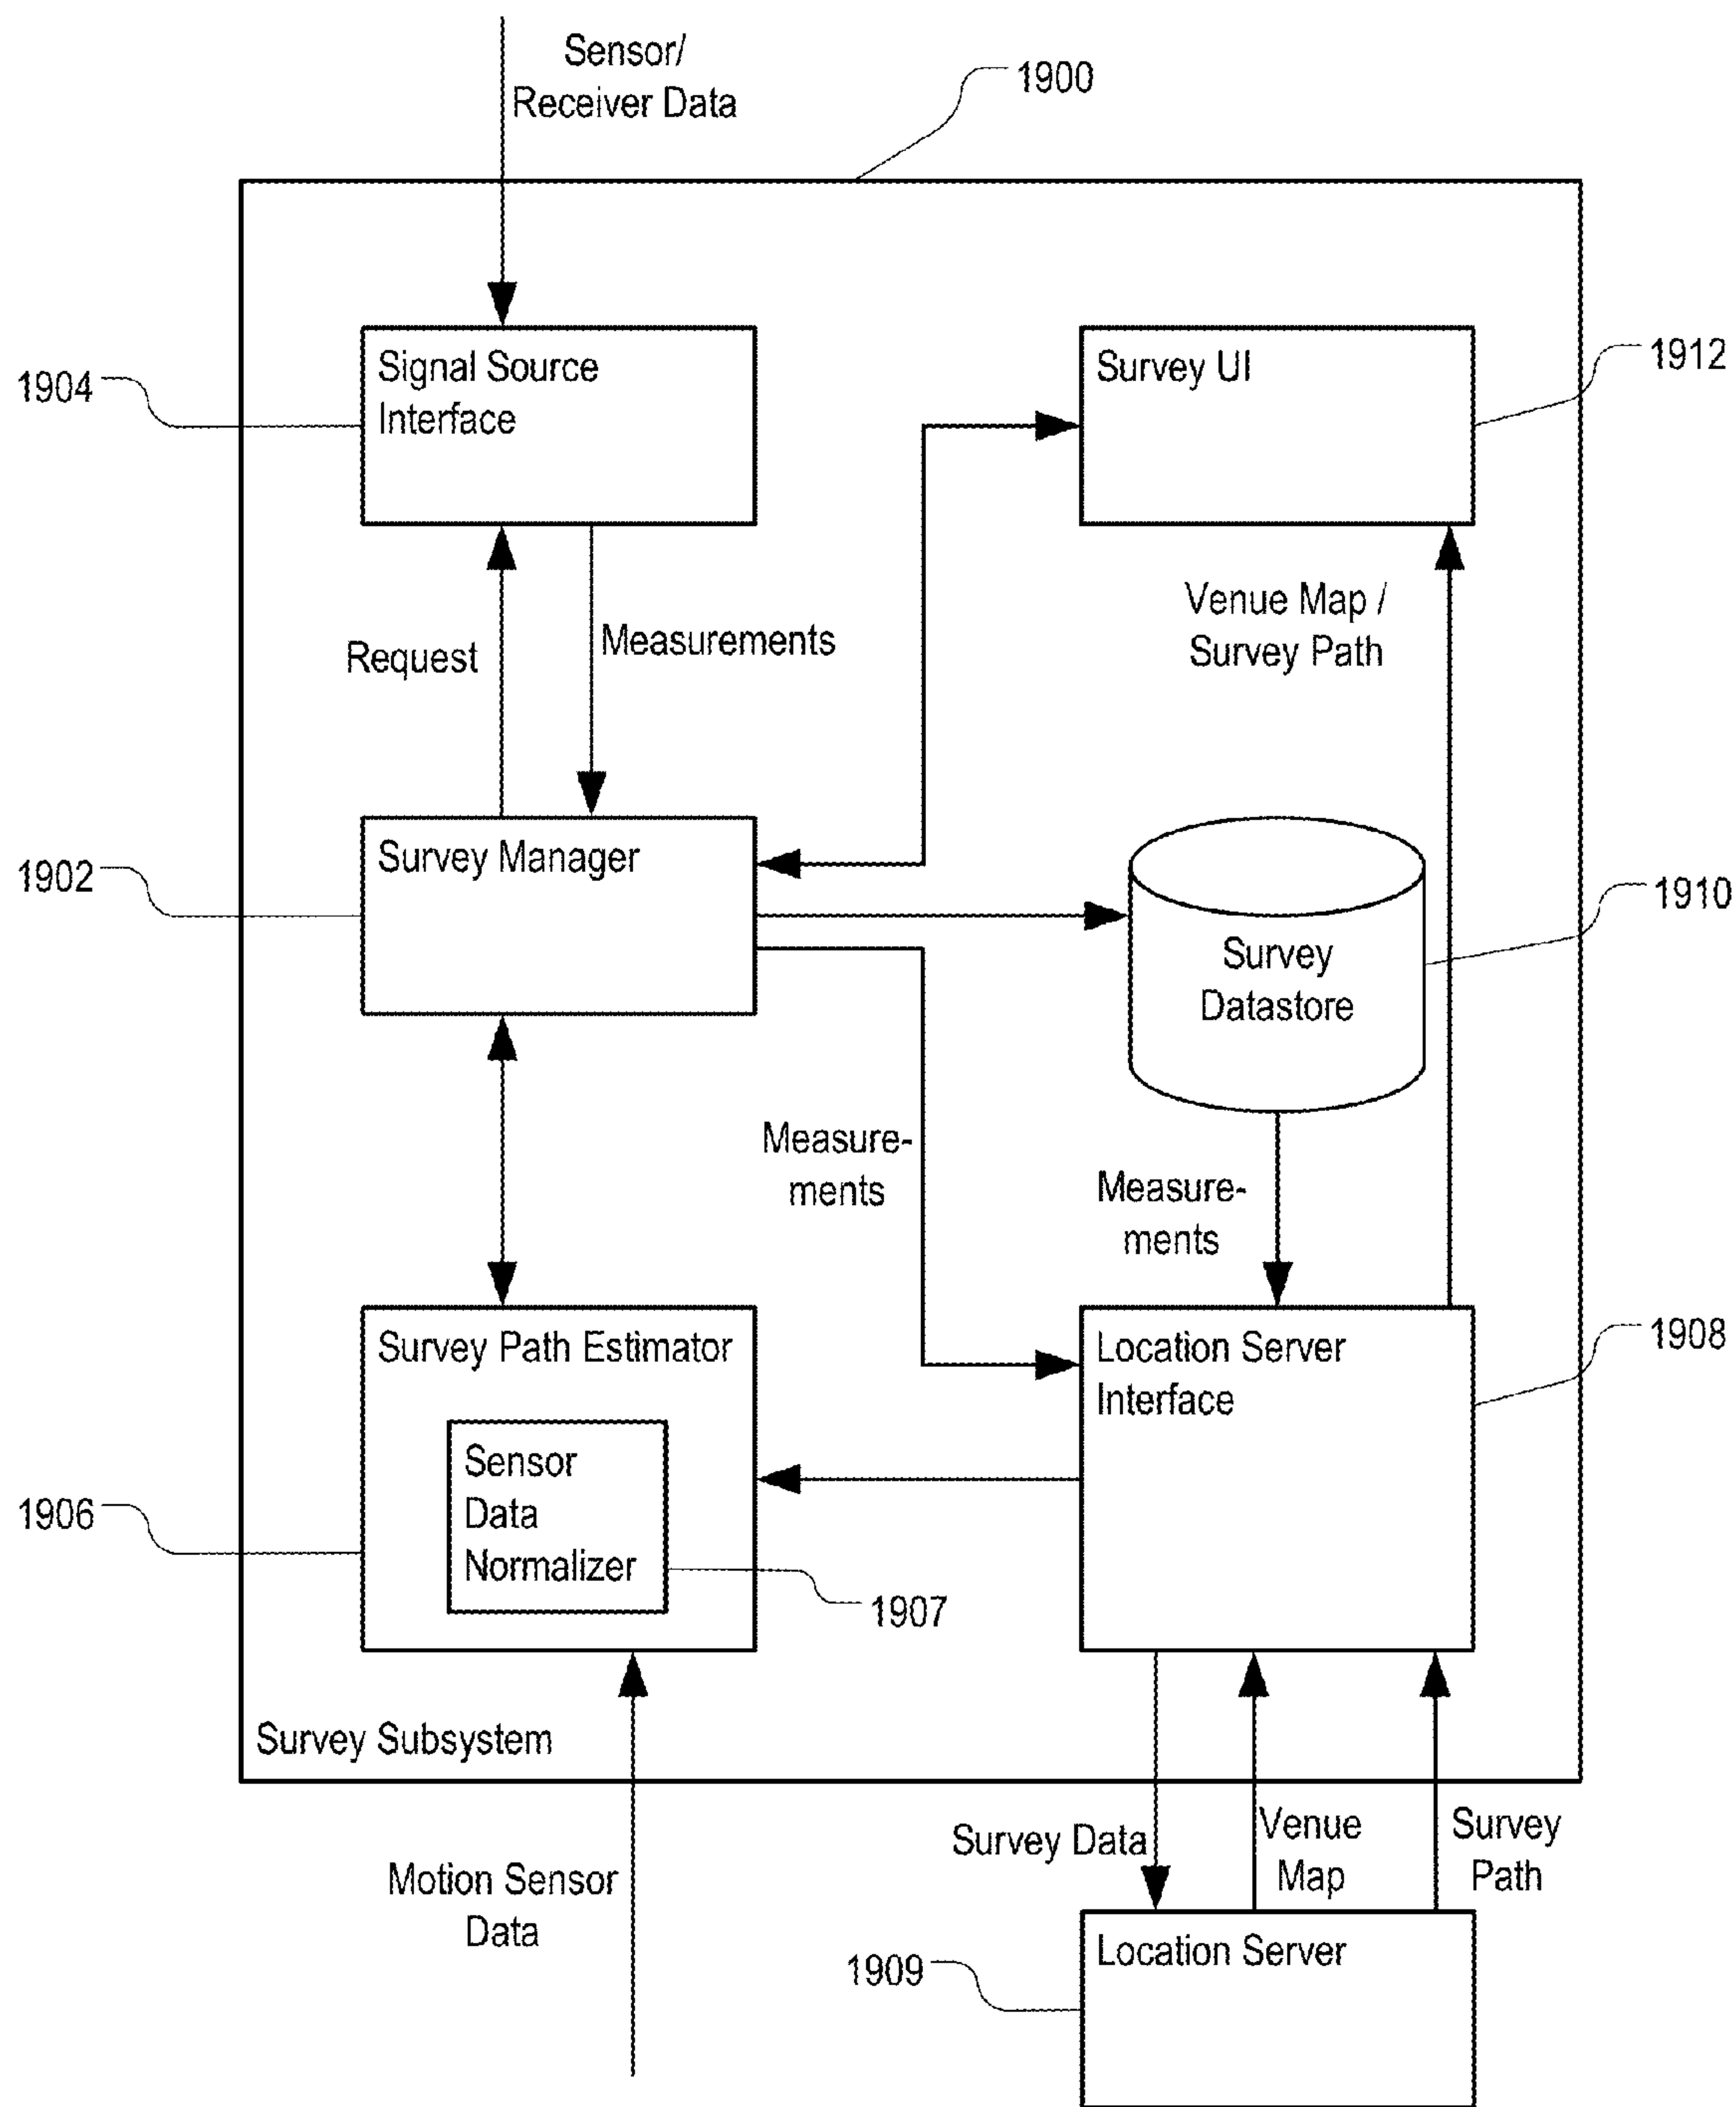 Sensor/
Receiver Data
1900
Signal Source
Interface
1904
Survey UI
1912
Request
Measurements
Venue Map /
Survey Path
Survey Manager
1902
Survey
Datastore
1910
Measure-
ments
Measure-
ments
Survey Path Estimator
Sensor
Data
Normalizer
1906
1907
Location Server
Interface
1908
Survey Subsystem
Motion Sensor
Data
Survey Data
Venue
Map
Survey
Path
Location Server
1909